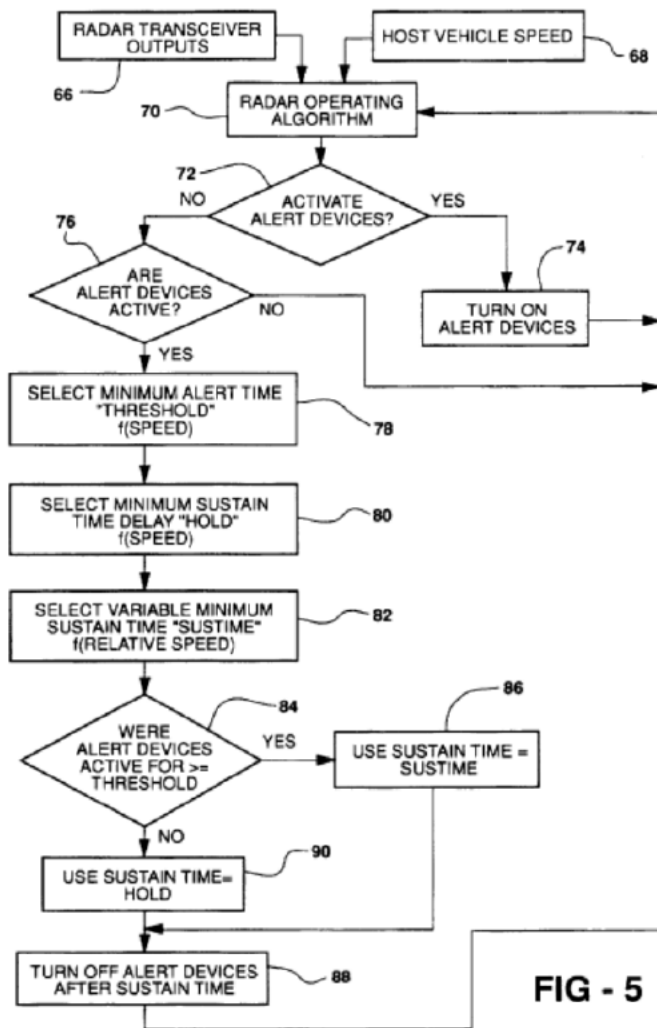 RADAR TRANSCEIVER
OUTPUTS
66
HOST VEHICLE SPEED
68
70
RADAR OPERATING
ALGORITHM
72
NO
ACTIVATE
ALERT DEVICES?
YES
76
ARE
ALERT DEVICES
ACTIVE?
NO
YES
74
TURN ON
ALERT DEVICES
SELECT MINIMUM ALERT TIME
"THRESHOLD"
f(SPEED)
78
SELECT MINIMUM SUSTAIN
TIME DELAY "HOLD"
f(SPEED)
80
SELECT VARIABLE MINIMUM
SUSTAIN TIME "SUSTIME"
f(RELATIVE SPEED)
82
84
WERE
ALERT DEVICES
ACTIVE FOR >=
THRESHOLD
YES
NO
86
USE SUSTAIN TIME =
SUSTIME
90
USE SUSTAIN TIME=
HOLD
TURN OFF ALERT DEVICES
AFTER SUSTAIN TIME
88
FIG - 5